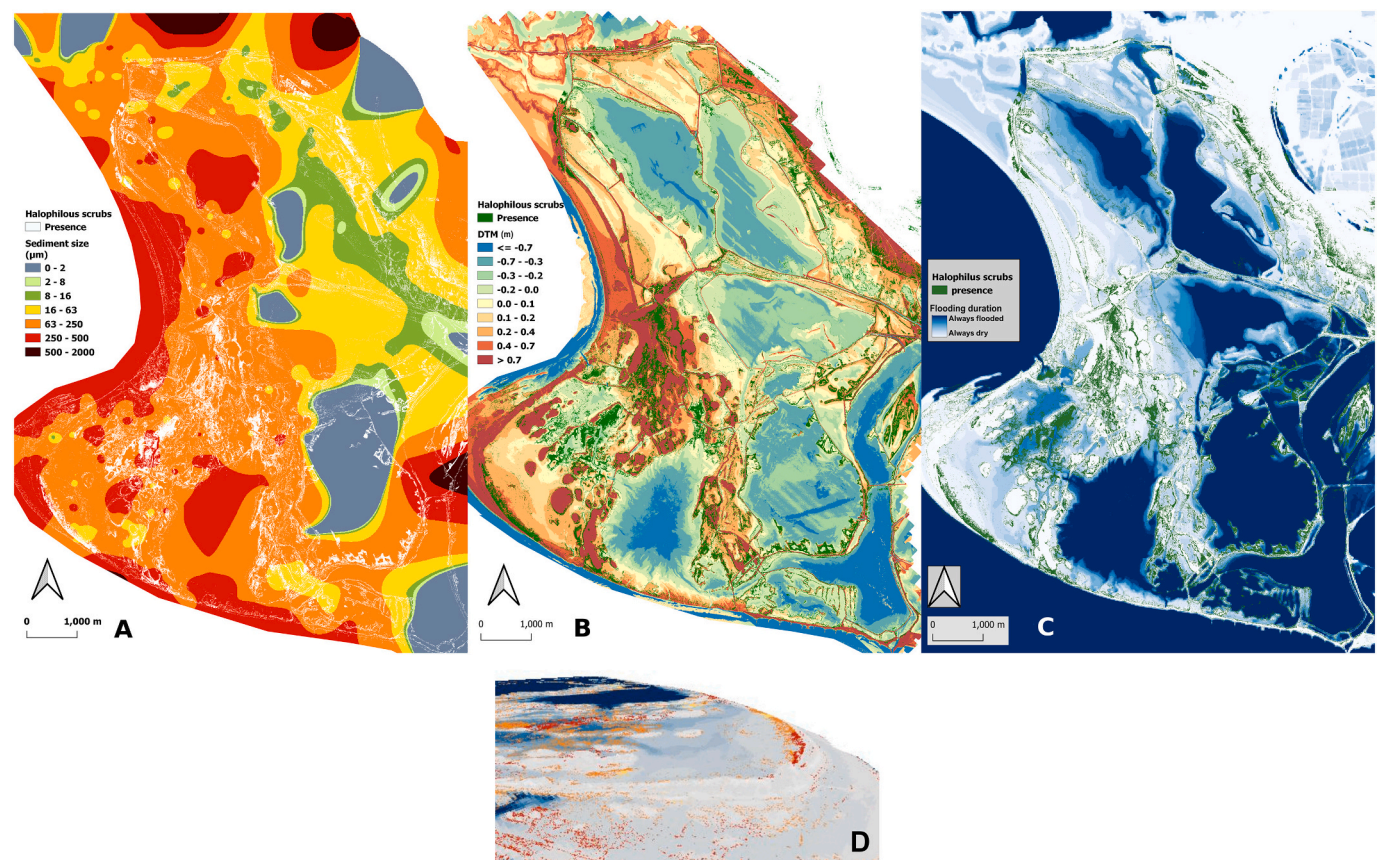 Halophilous scrubs
Presence
Sediment size
(µm)
0 - 2
2 - 8
8 - 16
16 - 63
63 - 250
250 - 500
500 - 2000
0 1,000 m
A
Halophilous scrubs
Presence
DTM (m)
<= -0.7
-0.7 - -0.3
-0.3 - -0.2
-0.2 - 0.0
0.0 - 0.1
0.1 - 0.2
0.2 - 0.4
0.4 - 0.7
> 0.7
0 1,000 m
B
Halophilus scrubs
presence
Flooding duration
Always flooded
Always dry
0 1,000 m
C
D